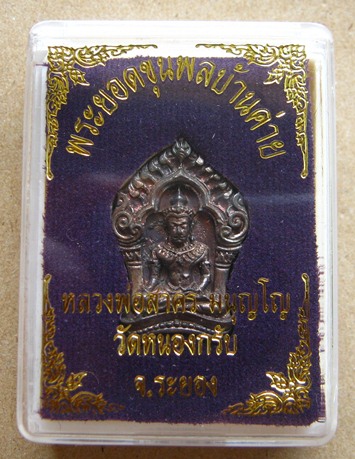 พระยอดขุนพลบ้านค่าย
หลวงพ่อสาคร มนุญโญ
วัดหนองกรับ
จ.ระยอง